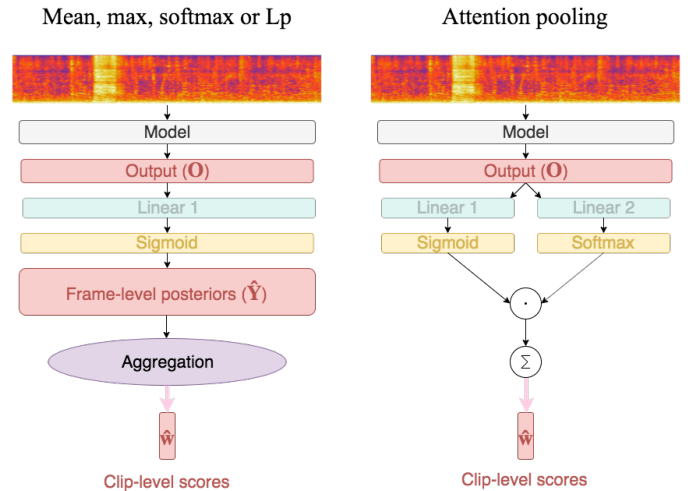 Mean, max, softmax or Lp
Model
Output (O)
Linear 1
Sigmoid
Frame-level posteriors (Ŷ)
Aggregation
ŵ
Clip-level scores
Attention pooling
Model
Output (O)
Linear 1
Linear 2
Sigmoid
Softmax
·
Σ
ŵ
Clip-level scores